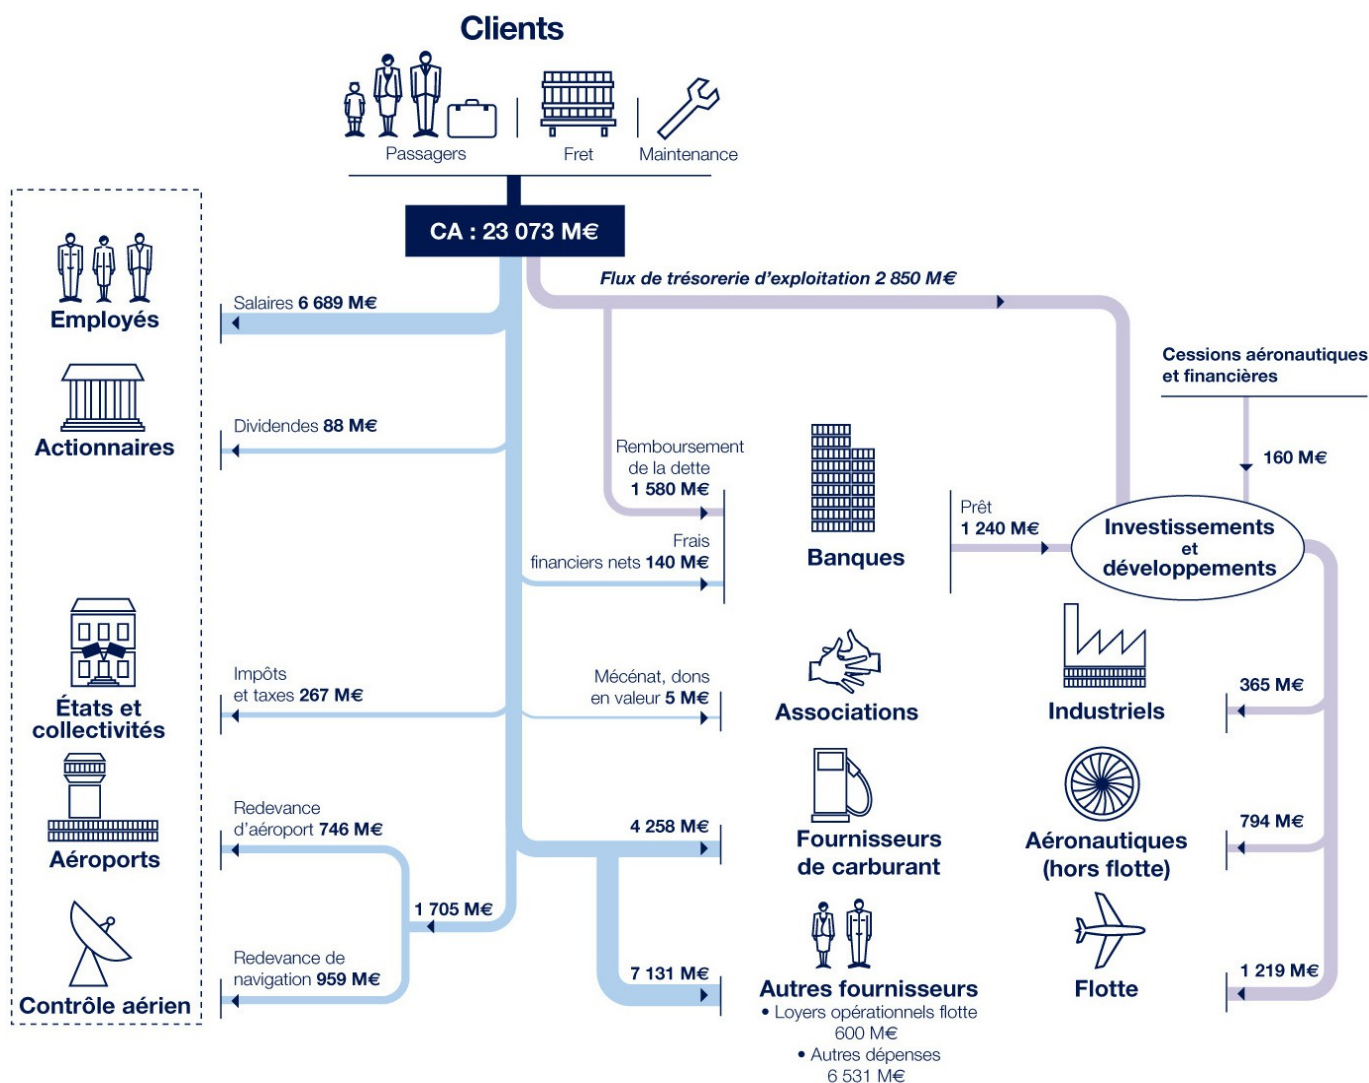 Clients
Passagers
Fret
Maintenance
CA : 23 073 M€
Flux de trésorerie d'exploitation 2 850 M€
Employés
Salaires 6 689 M€
Actionnaires
Dividendes 88 M€
Cessions aéronautiques
et financières
160 M€
Remboursement
de la dette
1 580 M€
Frais
financiers nets 140 M€
Banques
Prêt
1 240 M€
Investissements
et
développements
États et
collectivités
Impôts
et taxes 267 M€
Mécénat, dons
en valeur 5 M€
Associations
Industriels
365 M€
Aéroports
Redevance
d'aéroport 746 M€
4 258 M€
Fournisseurs
de carburant
Aéronautiques
(hors flotte)
794 M€
1 705 M€
Contrôle aérien
Redevance de
navigation 959 M€
7 131 M€
Autres fournisseurs
• Loyers opérationnels flotte
600 M€
• Autres dépenses
6 531 M€
Flotte
1 219 M€